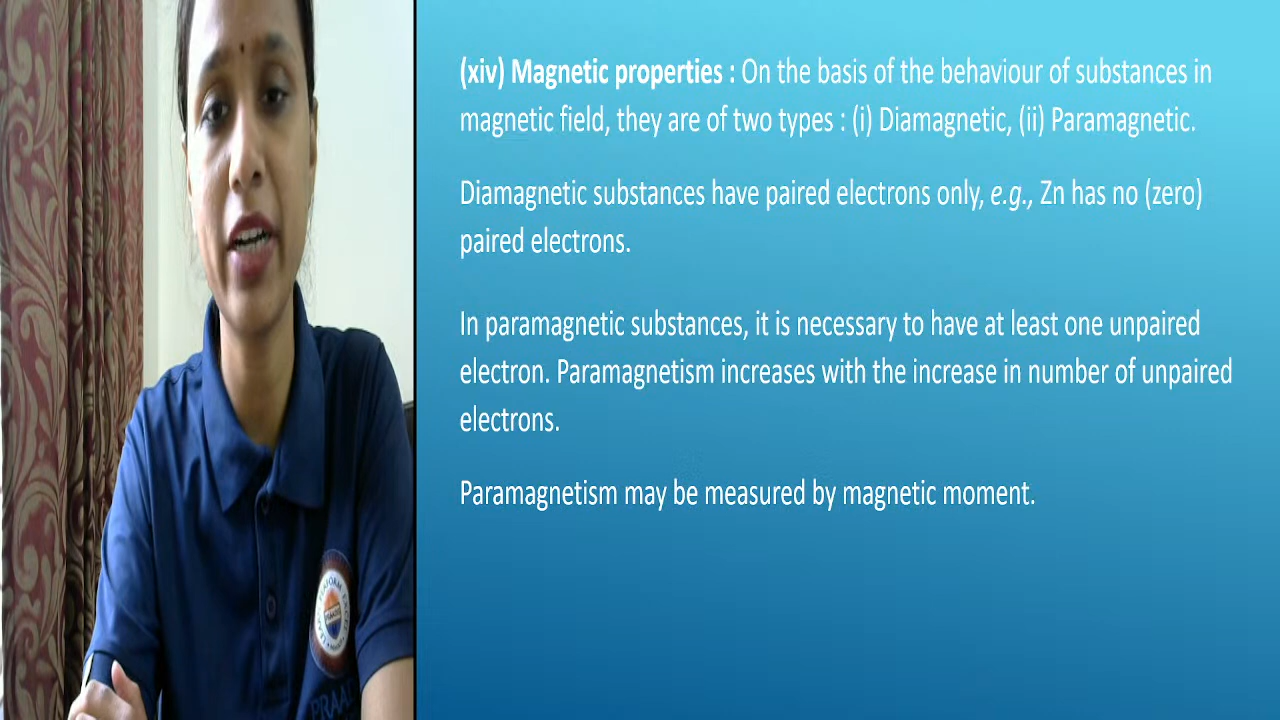 (xiv) Magnetic properties : On the basis of the behaviour of substances in
magnetic field, they are of two types : (i) Diamagnetic, (ii) Paramagnetic.
Diamagnetic substances have paired electrons only, e.g., Zn has no (zero)
paired electrons.
In paramagnetic substances, it is necessary to have at least one unpaired
electron. Paramagnetism increases with the increase in number of unpaired
electrons.
Paramagnetism may be measured by magnetic moment.